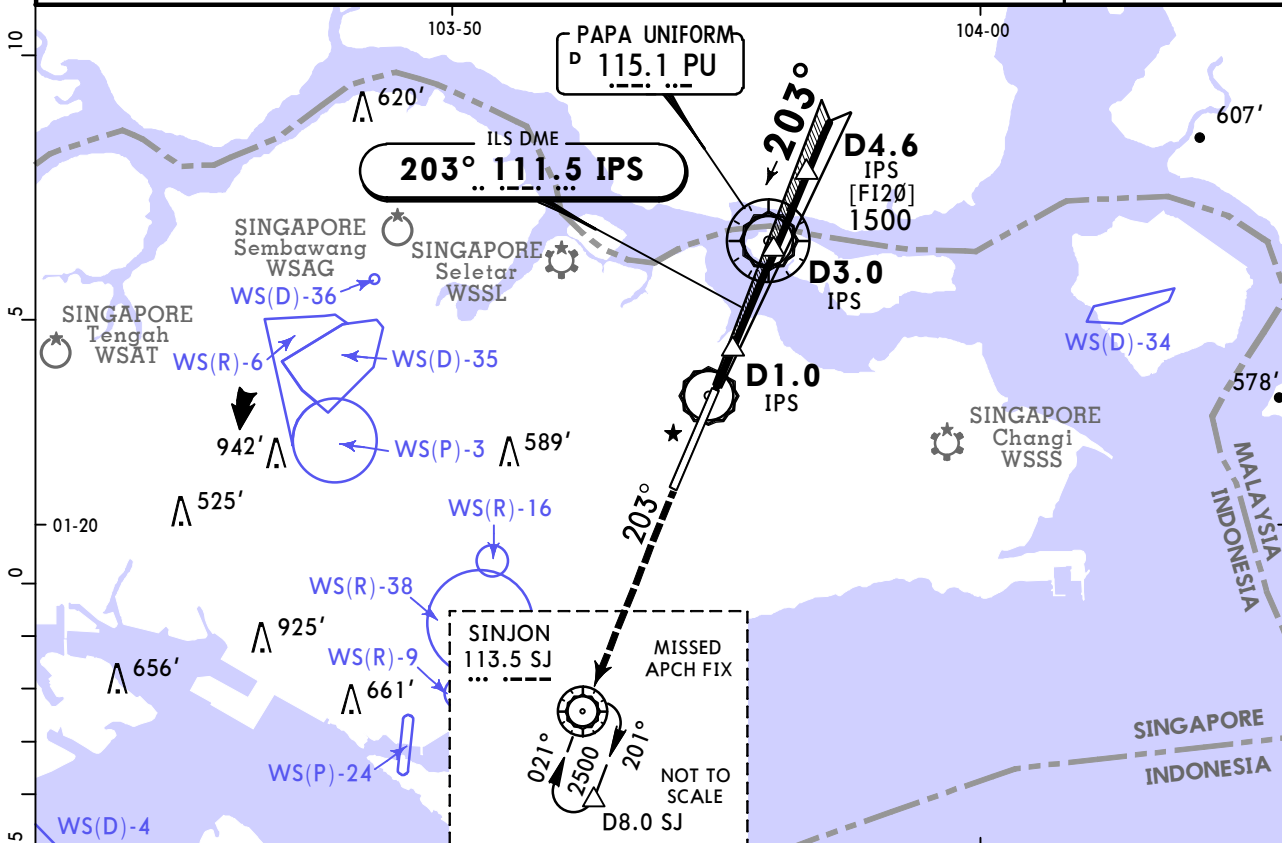 103-50
104-00
10
PAPA UNIFORM
D 115.1 PU
203°
620'
607'
ILS DME
203° 111.5 IPS
D4.6
IPS
[FI2Ø]
1500
SINGAPORE
Sembawang
WSAG
SINGAPORE
Seletar
WSSL
D3.0
IPS
WS(D)-36
5
SINGAPORE
Tengah
WSAT
WS(R)-6
WS(D)-35
WS(D)-34
D1.0
IPS
578'
SINGAPORE
Changi
WSSS
942'
WS(P)-3
589'
MALAYSIA
INDONESIA
525'
WS(R)-16
203°
01-20
0
WS(R)-38
925'
SINJON
113.5 SJ
MISSED
APCH FIX
WS(R)-9
656'
661'
021°
2500
201°
SINGAPORE
INDONESIA
WS(P)-24
NOT TO
SCALE
D8.0 SJ
WS(D)-4
5